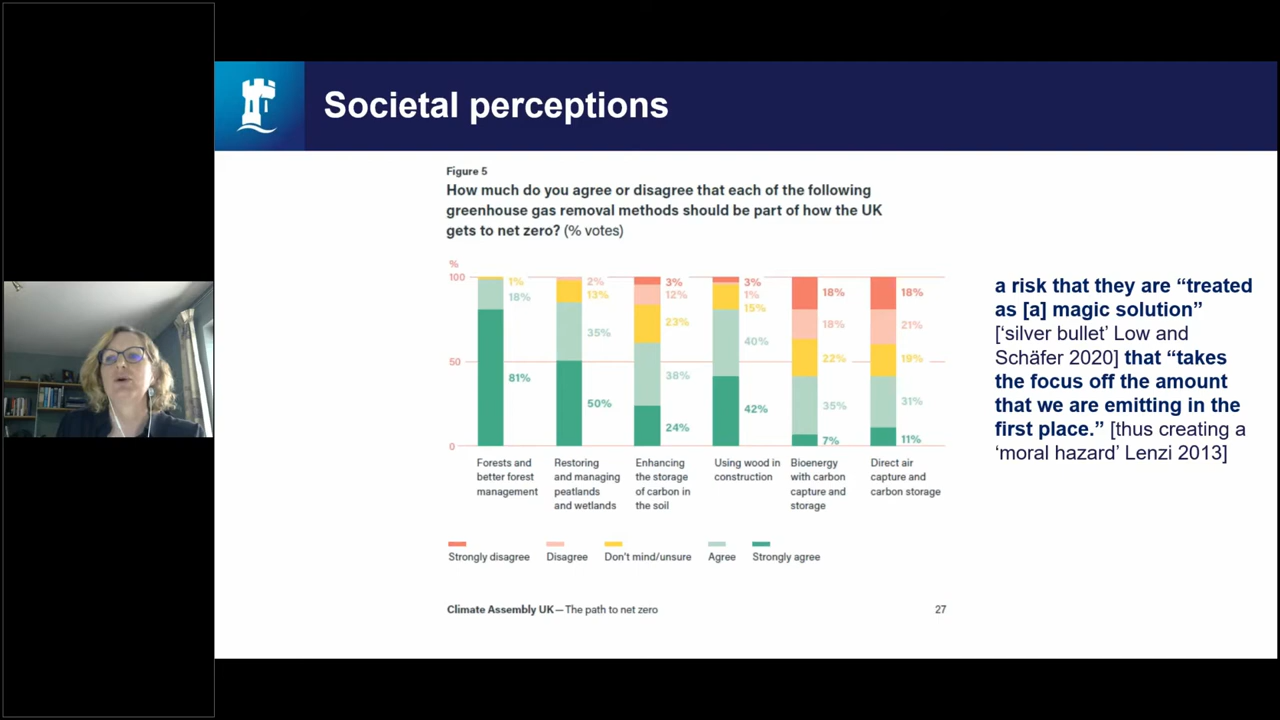 Societal perceptions
Figure 5
How much do you agree or disagree that each of the following
greenhouse gas removal methods should be part of how the UK
gets to net zero? (% votes)
%
100
50
0
1%
18%
81%
2%
13%
35%
50%
3%
12%
23%
38%
24%
3%
1%
15%
40%
42%
18%
18%
22%
35%
7%
18%
21%
19%
31%
11%
Forests and
better forest
management
Restoring
and managing
peatlands
and wetlands
Enhancing
the storage
of carbon in
the soil
Using wood in
construction
Bioenergy
with carbon
capture and
storage
Direct air
capture and
carbon storage
Strongly disagree
Disagree
Don't mind/unsure
Agree
Strongly agree
Climate Assembly UK—The path to net zero
27
a risk that they are “treated
as [a] magic solution”
[‘silver bullet’ Low and
Schäfer 2020] that “takes
the focus off the amount
that we are emitting in the
first place.” [thus creating a
‘moral hazard’ Lenzi 2013]